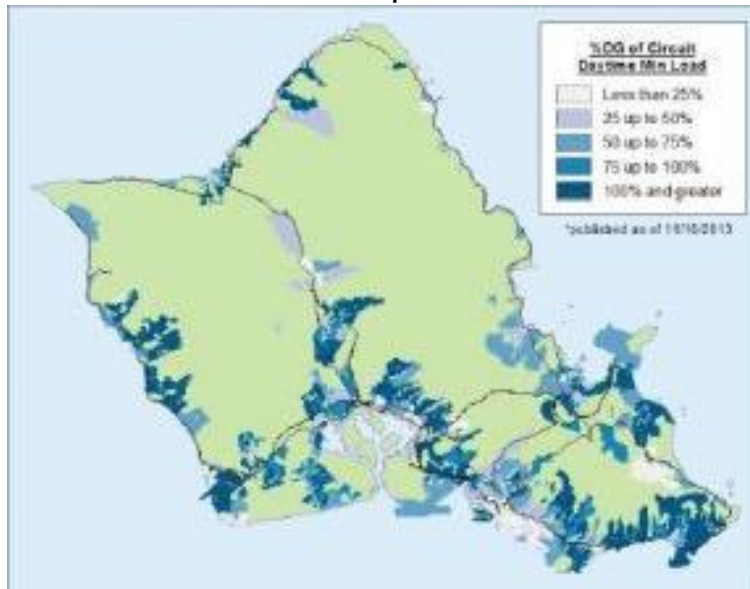 %DG of Circuit
Daytime Min Load
Less than 25%
25 up to 50%
50 up to 75%
75 up to 100%
100% and greater
*published as of